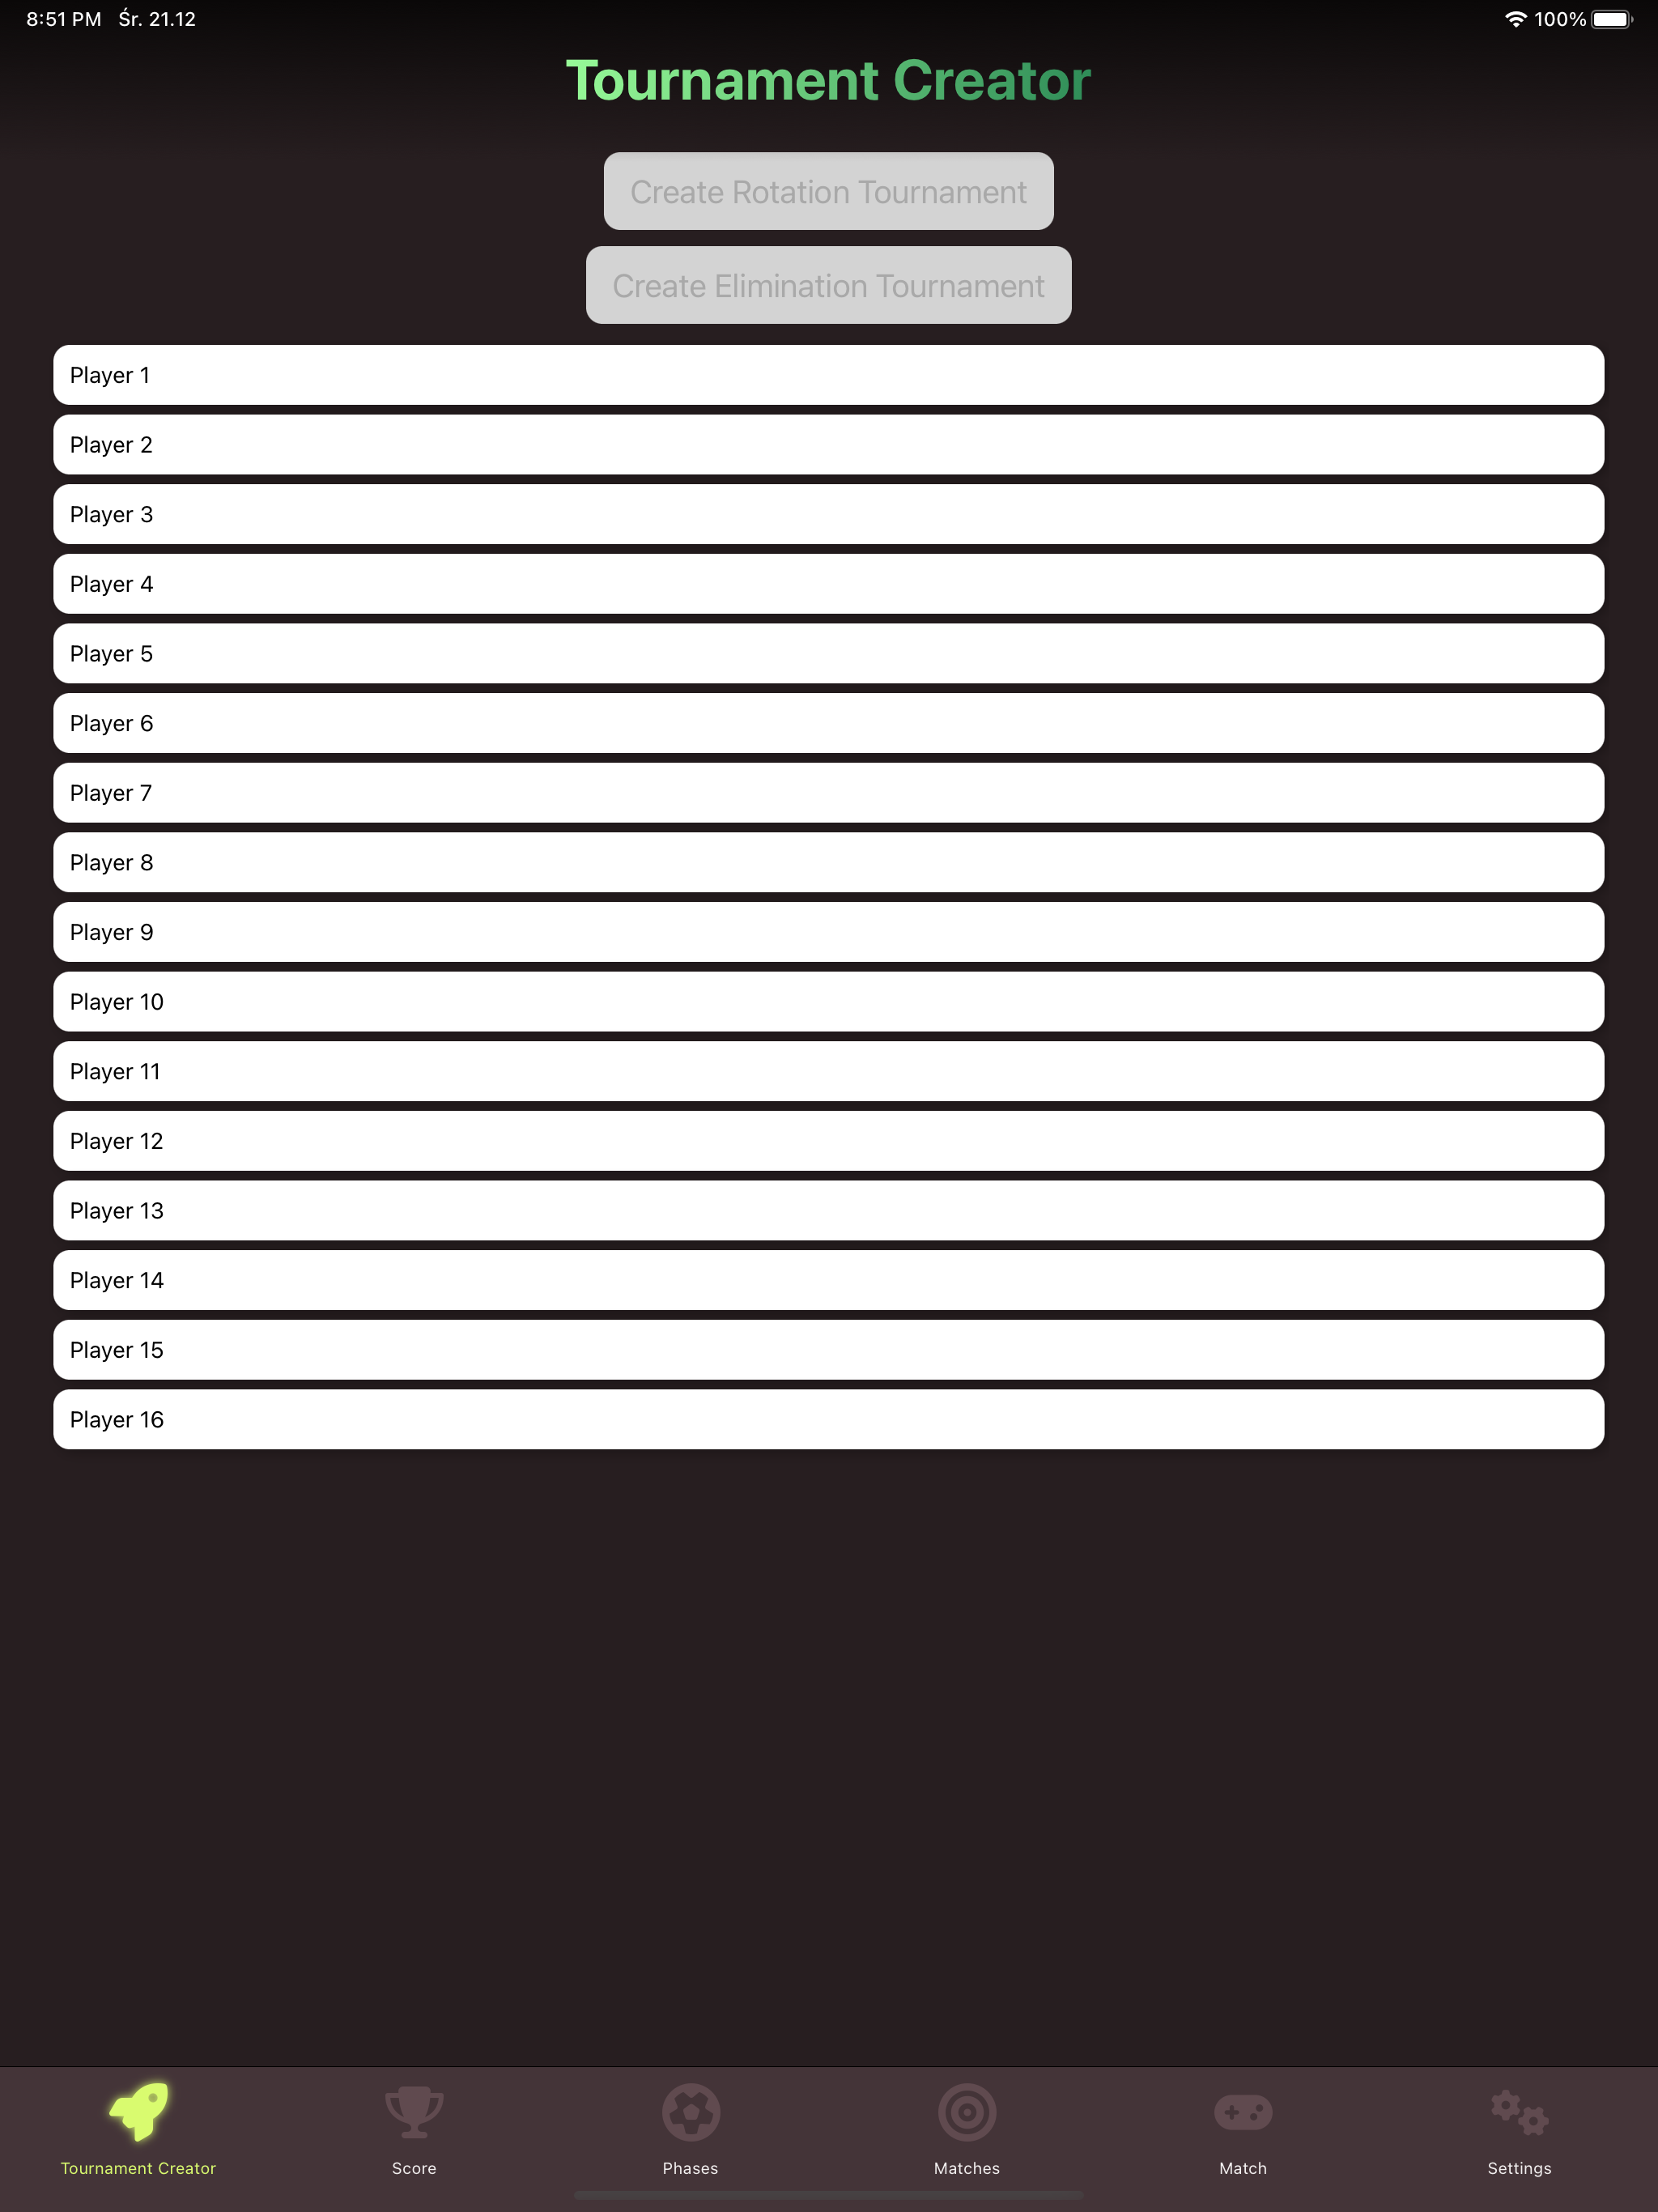 8:51 PM Śr. 21.12 100%
Tournament Creator
Create Rotation Tournament
Create Elimination Tournament
Player 1
Player 2
Player 3
Player 4
Player 5
Player 6
Player 7
Player 8
Player 9
Player 10
Player 11
Player 12
Player 13
Player 14
Player 15
Player 16
Tournament Creator Score Phases Matches Match Settings